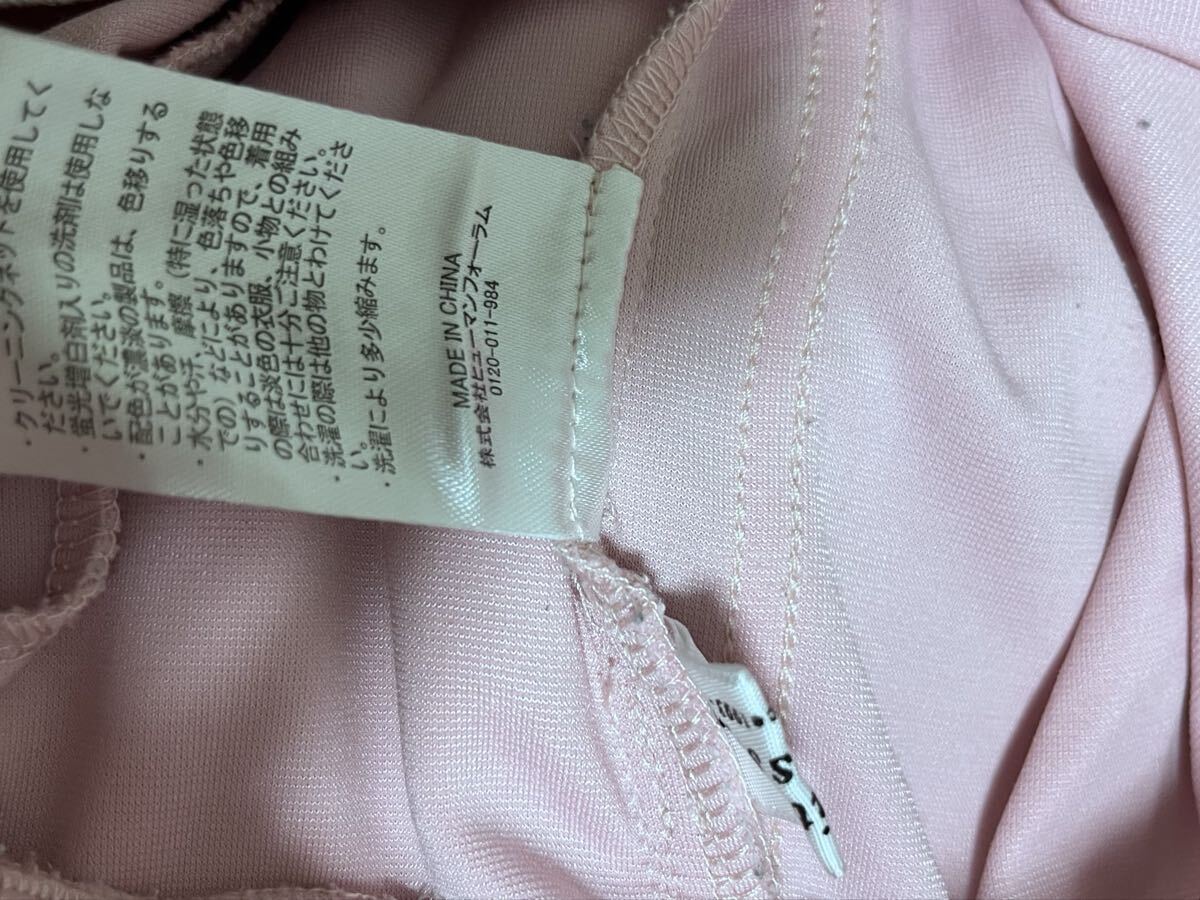 ・クリーニングネットを使用してく
ださい。
蛍光増白剤入りの洗剤は使用しな
いでください。
・配色が濃淡の製品は、色移りする
ことがあります。
・水分や汗、摩擦（特に湿った状態
での）などにより、色落ちや色移
りすることがありますので、着用
の際は淡色の衣服、小物との組み
合わせには十分ご注意ください。
・洗濯の際は他の物とわけてくださ
い。
・洗濯により多少縮みます。
MADE IN CHINA
株式会社ヒューマンフォーラム
0120-011-984